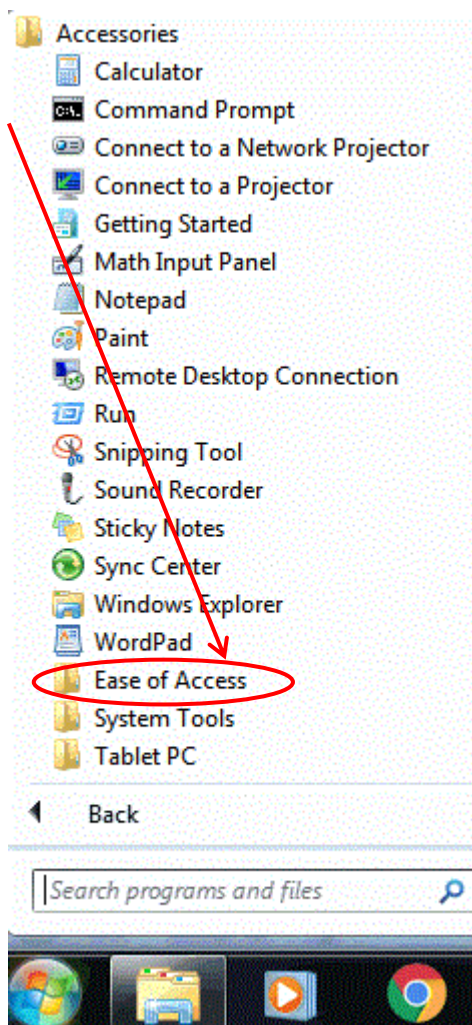 Accessories
Calculator
Command Prompt
Connect to a Network Projector
Connect to a Projector
Getting Started
Math Input Panel
Notepad
Paint
Remote Desktop Connection
Run
Snipping Tool
Sound Recorder
Sticky Notes
Sync Center
Windows Explorer
WordPad
Ease of Access
System Tools
Tablet PC
Back
Search programs and files